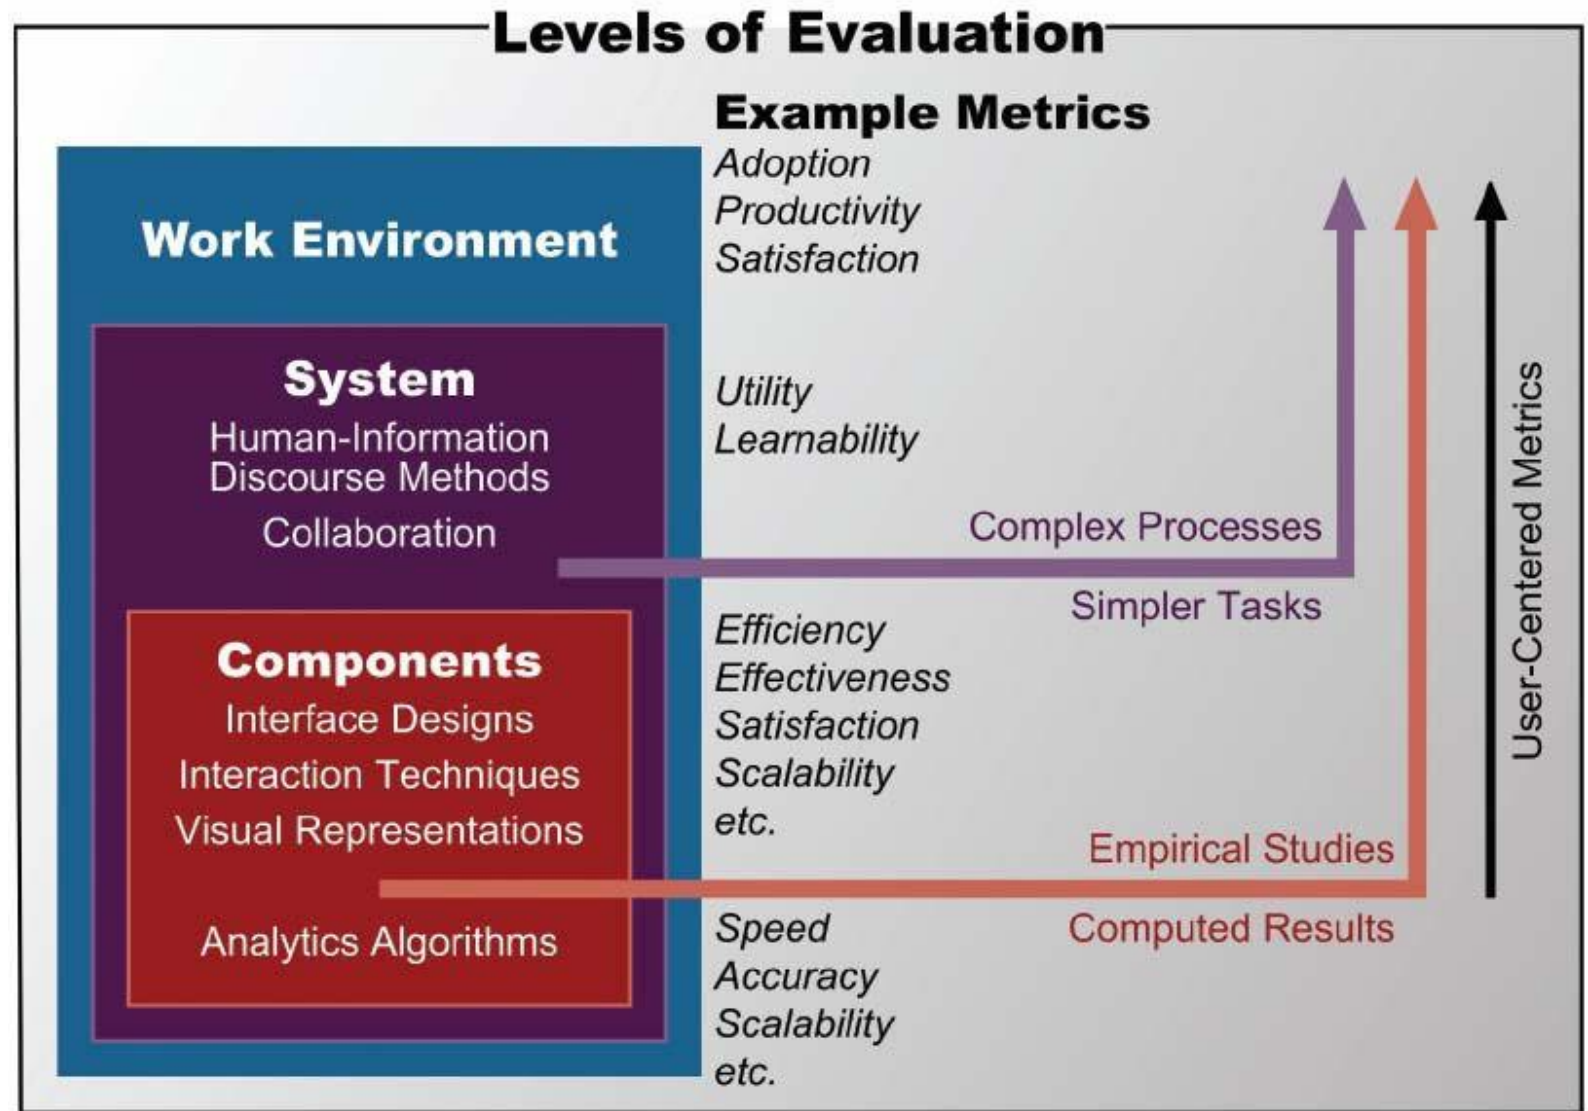 Levels of Evaluation
Example Metrics
Work Environment
Adoption
Productivity
Satisfaction
System
Human-Information
Discourse Methods
Collaboration
Utility
Learnability
Complex Processes
Simpler Tasks
Components
Interface Designs
Interaction Techniques
Visual Representations
Efficiency
Effectiveness
Satisfaction
Scalability
etc.
Empirical Studies
Computed Results
Analytics Algorithms
Speed
Accuracy
Scalability
etc.
User-Centered Metrics